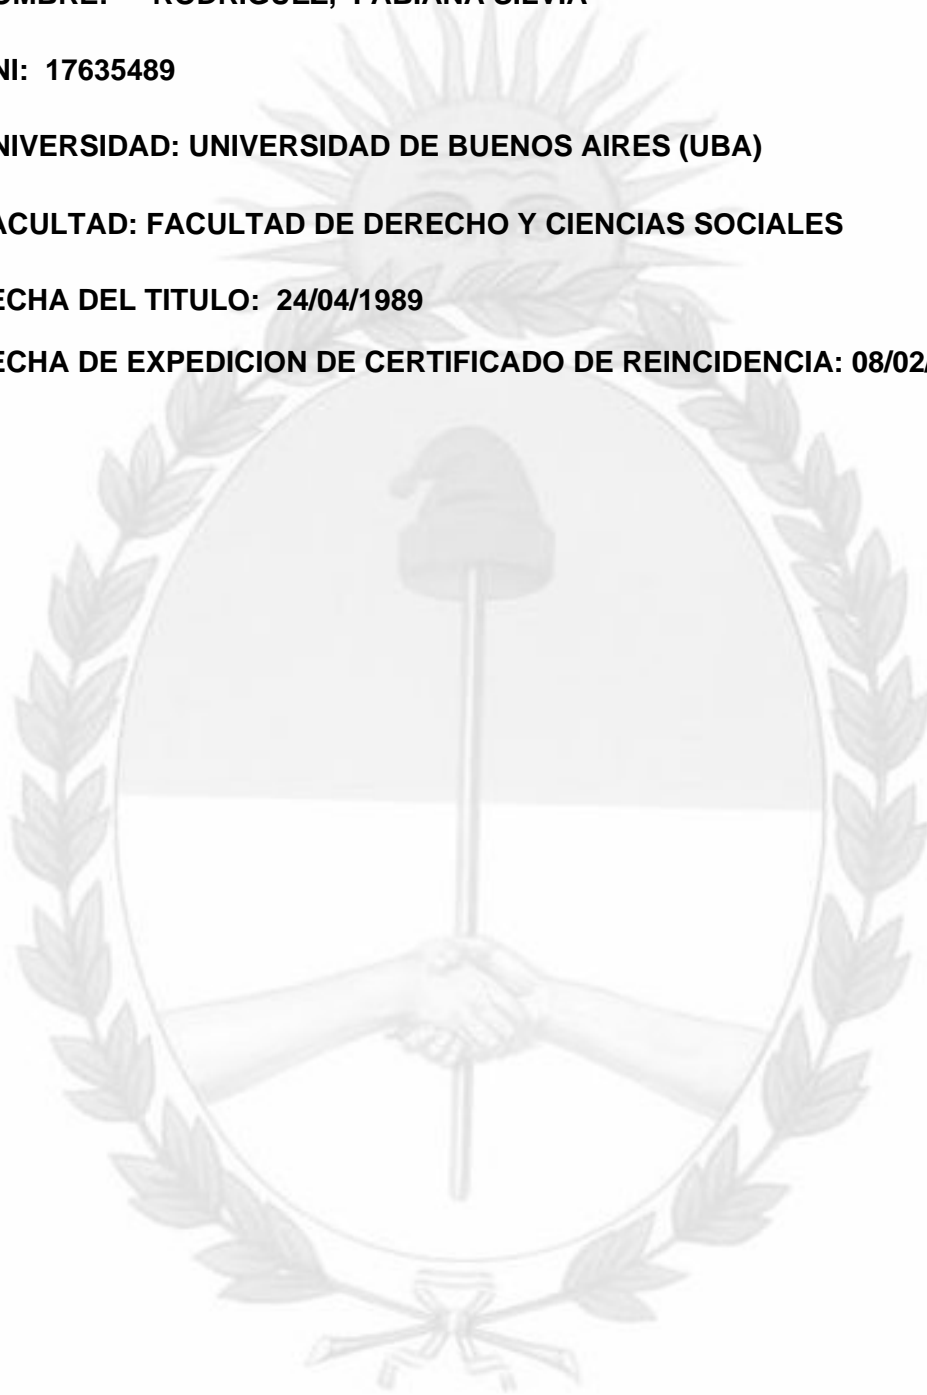 OMBRE: RODRIGUEZ, FABIANA SILVIA
NI: 17635489
NIVERSIDAD: UNIVERSIDAD DE BUENOS AIRES (UBA)
ACULTAD: FACULTAD DE DERECHO Y CIENCIAS SOCIALES
ECHA DEL TITULO: 24/04/1989
ECHA DE EXPEDICION DE CERTIFICADO DE REINCIDENCIA: 08/02/